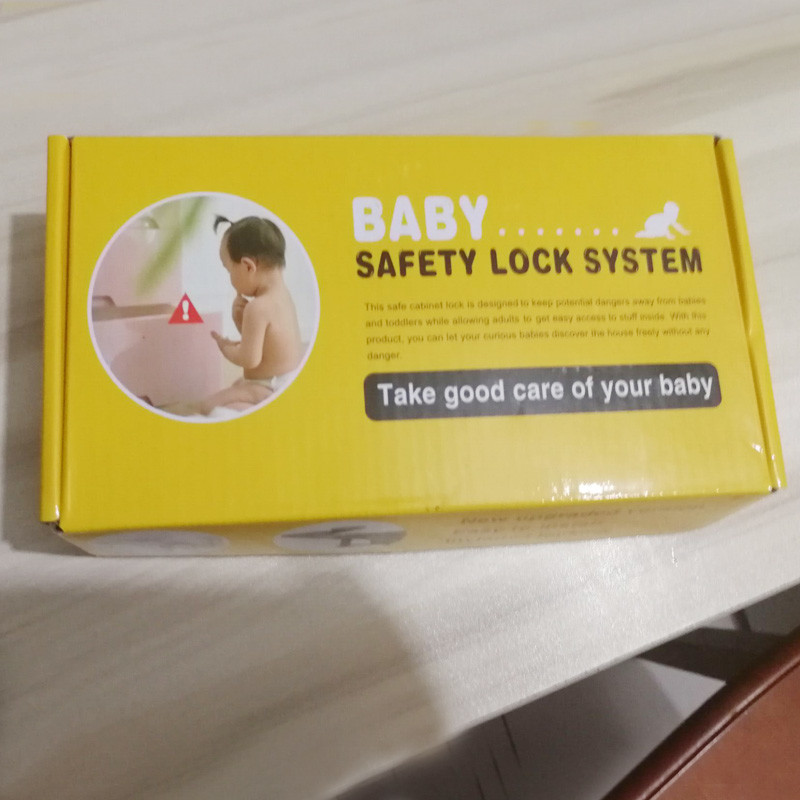 BABY
SAFETY LOCK SYSTEM
This safe cabinet lock is designed to keep potential dangers away from babies
and toddlers while allowing adults to get easy access to stuff inside. With this
product, you can let your curious babies discover the house freely without any
danger.
Take good care of your baby
New upgraded